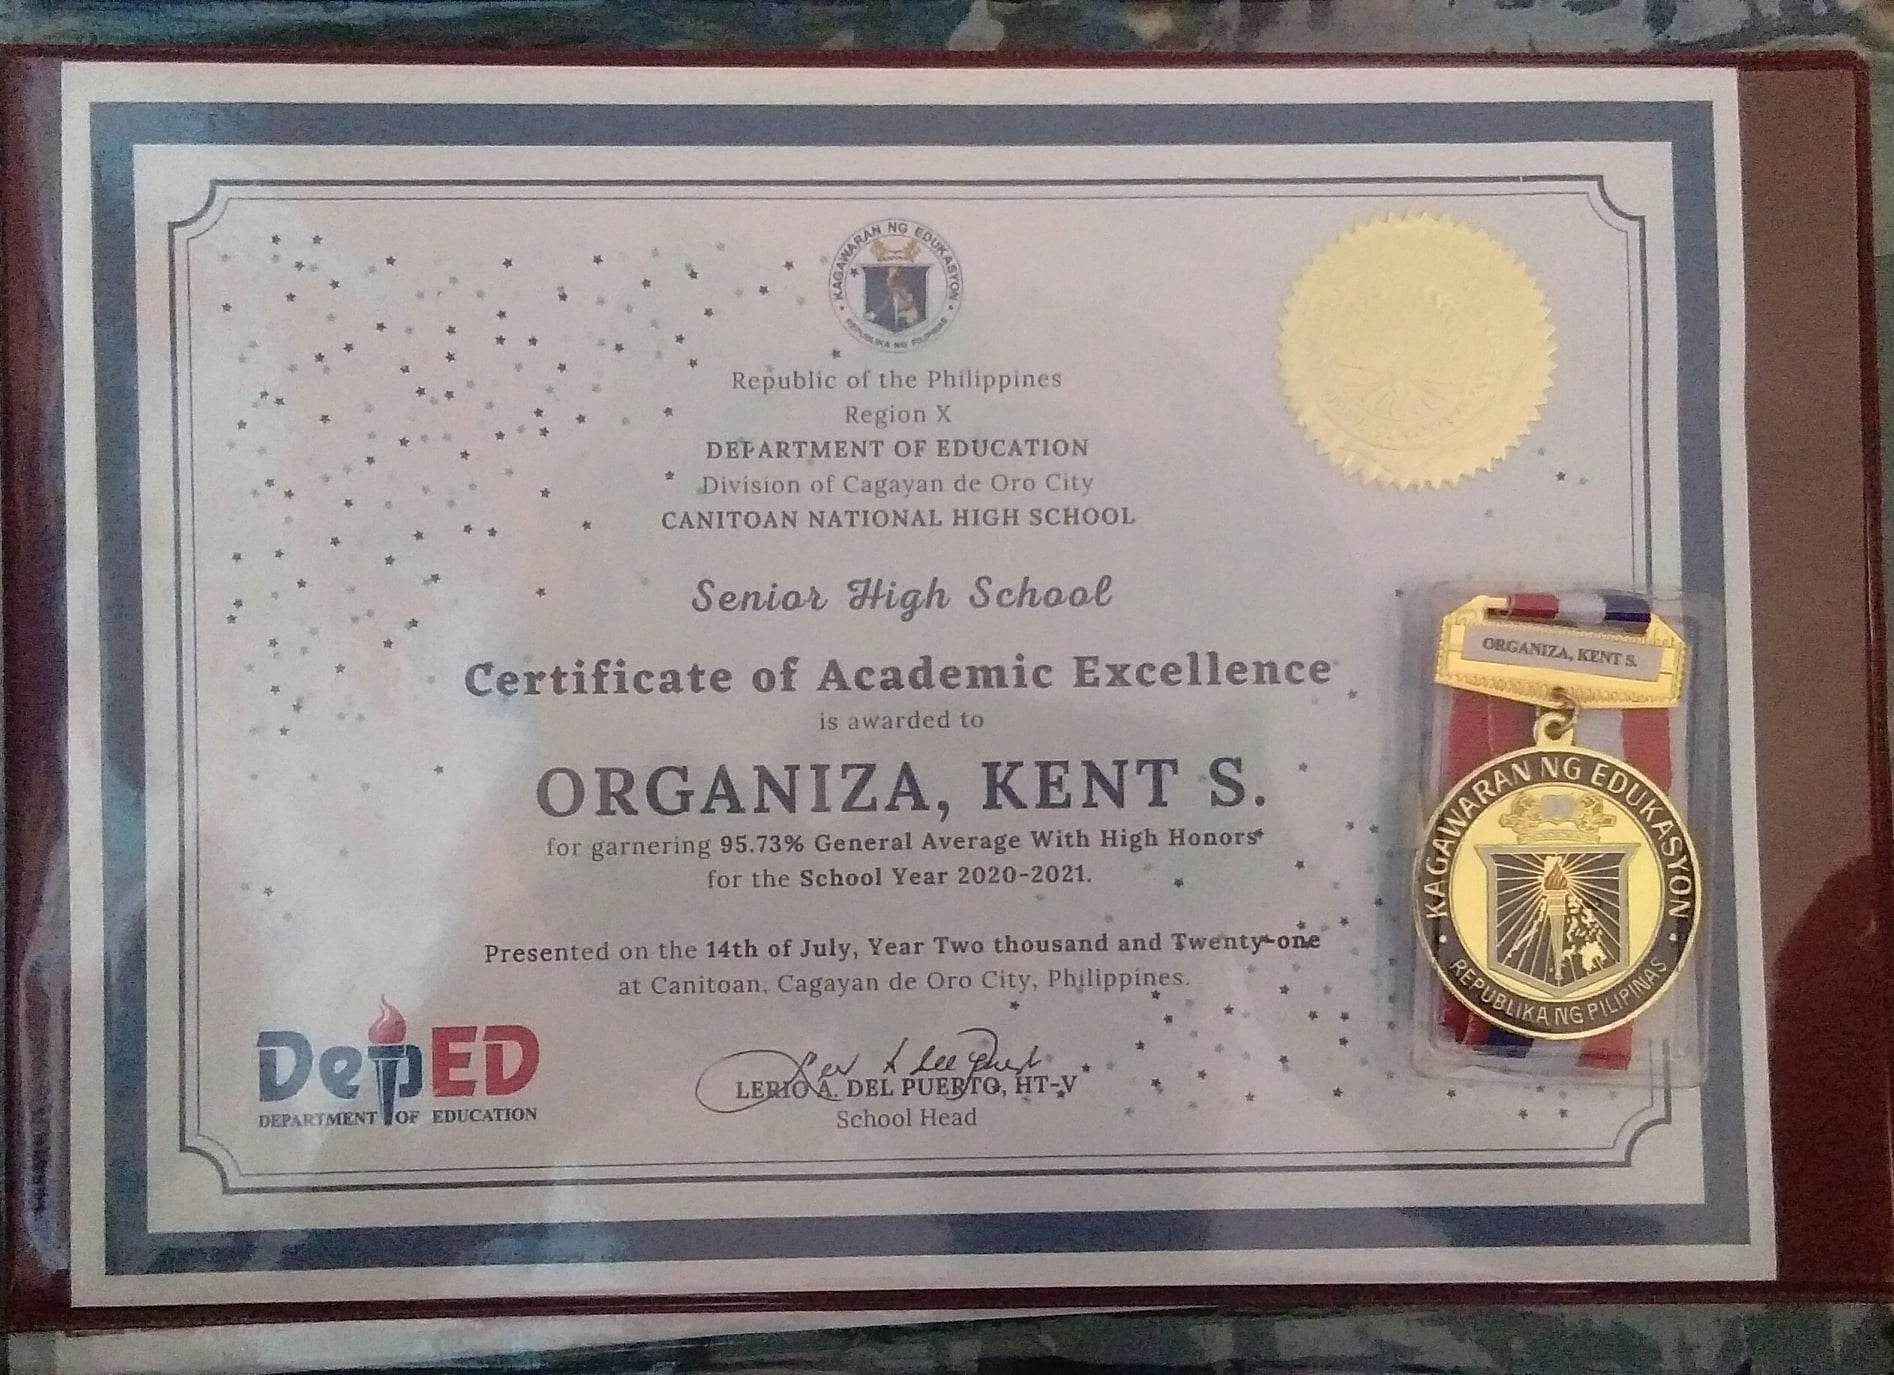 KAGAWARAN NG EDUKASYON
REPUBLIKA NG PILIPINAS
Republic of the Philippines
Region X
DEPARTMENT OF EDUCATION
Division of Cagayan de Oro City
CANITOAN NATIONAL HIGH SCHOOL
Senior High School
Certificate of Academic Excellence
is awarded to
ORGANIZA, KENT S.
for garnering 95.73% General Average With High Honors
for the School Year 2020-2021.
Presented on the 14th of July, Year Two thousand and Twenty-one
at Canitoan, Cagayan de Oro City, Philippines.
LERIO A. DEL PUERTO, HT-V
School Head
DepED
DEPARTMENT OF EDUCATION
ORGANIZA, KENT S.
KAGAWARAN NG EDUKASYON
REPUBLIKA NG PILIPINAS